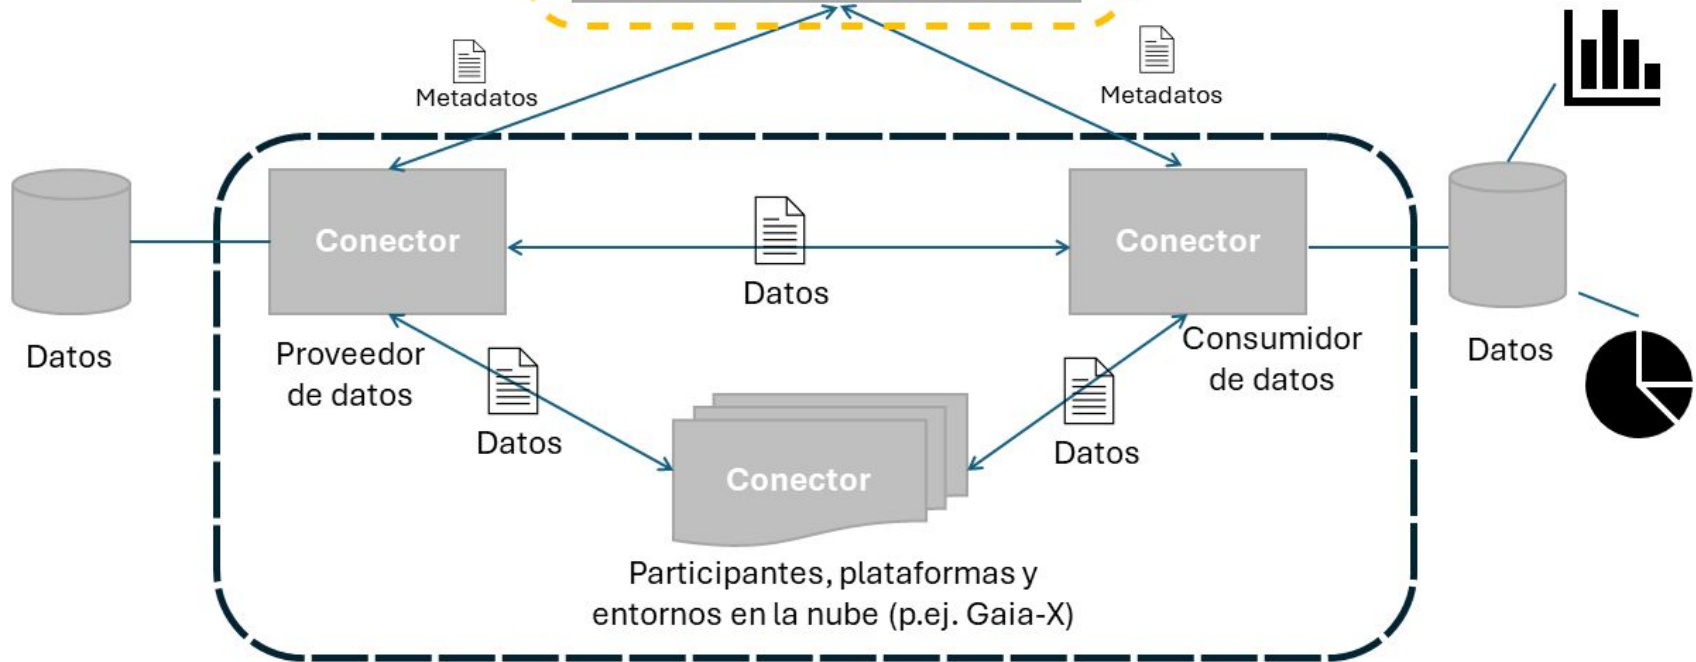 Metadatos
Metadatos
Conector
Conector
Datos
Datos
Proveedor
de datos
Consumidor
de datos
Datos
Datos
Datos
Conector
Participantes, plataformas y
entornos en la nube (p.ej. Gaia-X)